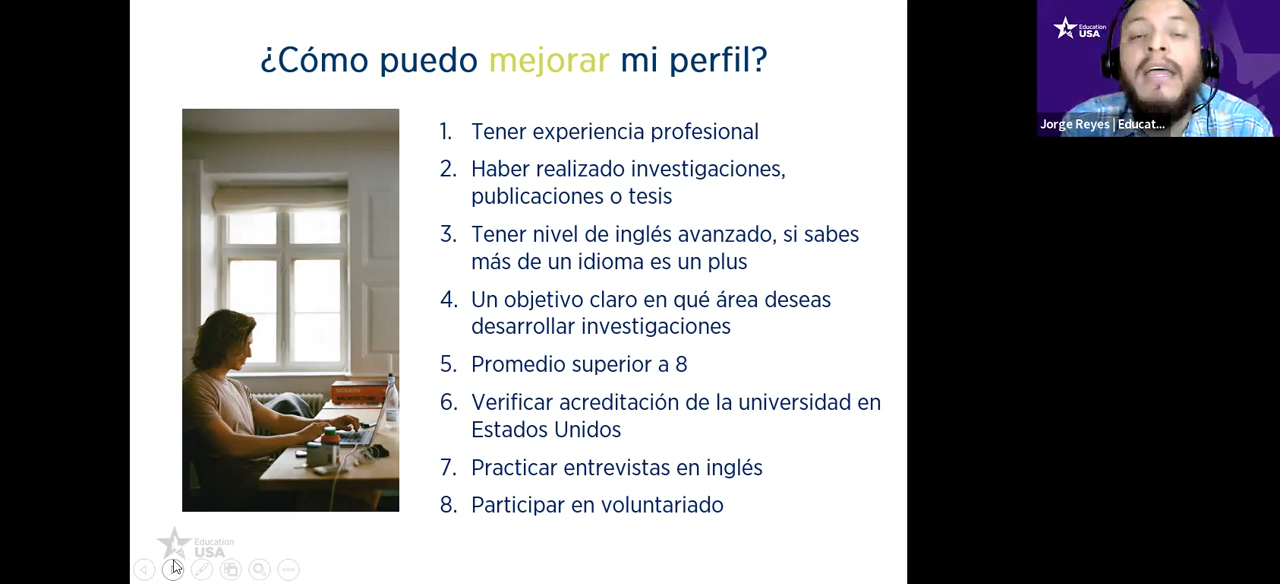 ¿Cómo puedo mejorar mi perfil?
1. Tener experiencia profesional
2. Haber realizado investigaciones,
publicaciones o tesis
3. Tener nivel de inglés avanzado, si sabes
más de un idioma es un plus
4. Un objetivo claro en qué área deseas
desarrollar investigaciones
5. Promedio superior a 8
6. Verificar acreditación de la universidad en
Estados Unidos
7. Practicar entrevistas en inglés
8. Participar en voluntariado
Education
USA
Education
USA
Jorge Reyes | Educat...